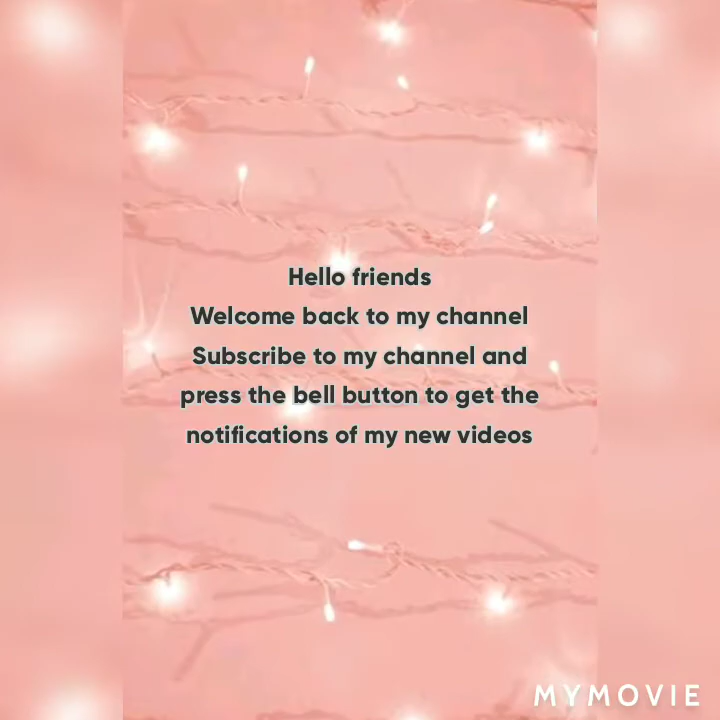 Hello friends
Welcome back to my channel
Subscribe to my channel and
press the bell button to get the
notifications of my new videos
MYMOVIE